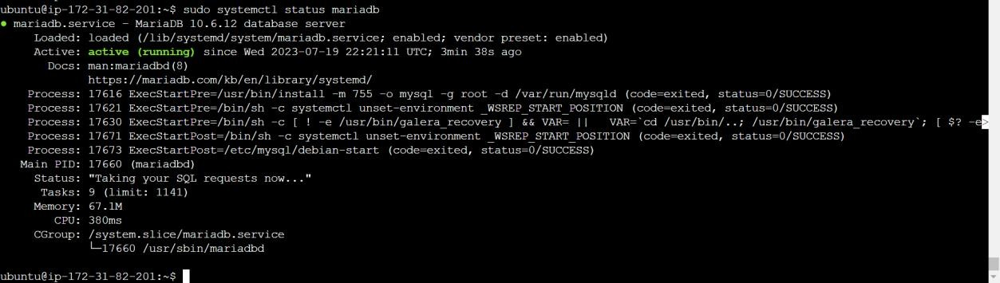 ubuntu@ip-172-31-82-201:~$ sudo systemctl status mariadb
● mariadb.service - MariaDB 10.6.12 database server
Loaded: loaded (/lib/systemd/system/mariadb.service; enabled; vendor preset: enabled)
Active: active (running) since Wed 2023-07-19 22:21:11 UTC; 3min 38s ago
Docs: man:mariadbd(8)
https://mariadb.com/kb/en/library/systemd/
Process: 17616 ExecStartPre=/usr/bin/install -m 755 -o mysql -g root -d /var/run/mysqld (code=exited, status=0/SUCCESS)
Process: 17621 ExecStartPre=/bin/sh -c systemctl unset-environment _WSREP_START_POSITION (code=exited, status=0/SUCCESS)
Process: 17630 ExecStartPre=/bin/sh -c [ ! -e /usr/bin/galera_recovery ] && VAR= ||   VAR=`cd /usr/bin/..; /usr/bin/galera_recovery`; [ $? -e>
Process: 17671 ExecStartPost=/bin/sh -c systemctl unset-environment _WSREP_START_POSITION (code=exited, status=0/SUCCESS)
Process: 17673 ExecStartPost=/etc/mysql/debian-start (code=exited, status=0/SUCCESS)
Main PID: 17660 (mariadbd)
Status: "Taking your SQL requests now..."
Tasks: 9 (limit: 1141)
Memory: 67.1M
CPU: 380ms
CGroup: /system.slice/mariadb.service
└─17660 /usr/sbin/mariadbd
ubuntu@ip-172-31-82-201:~$